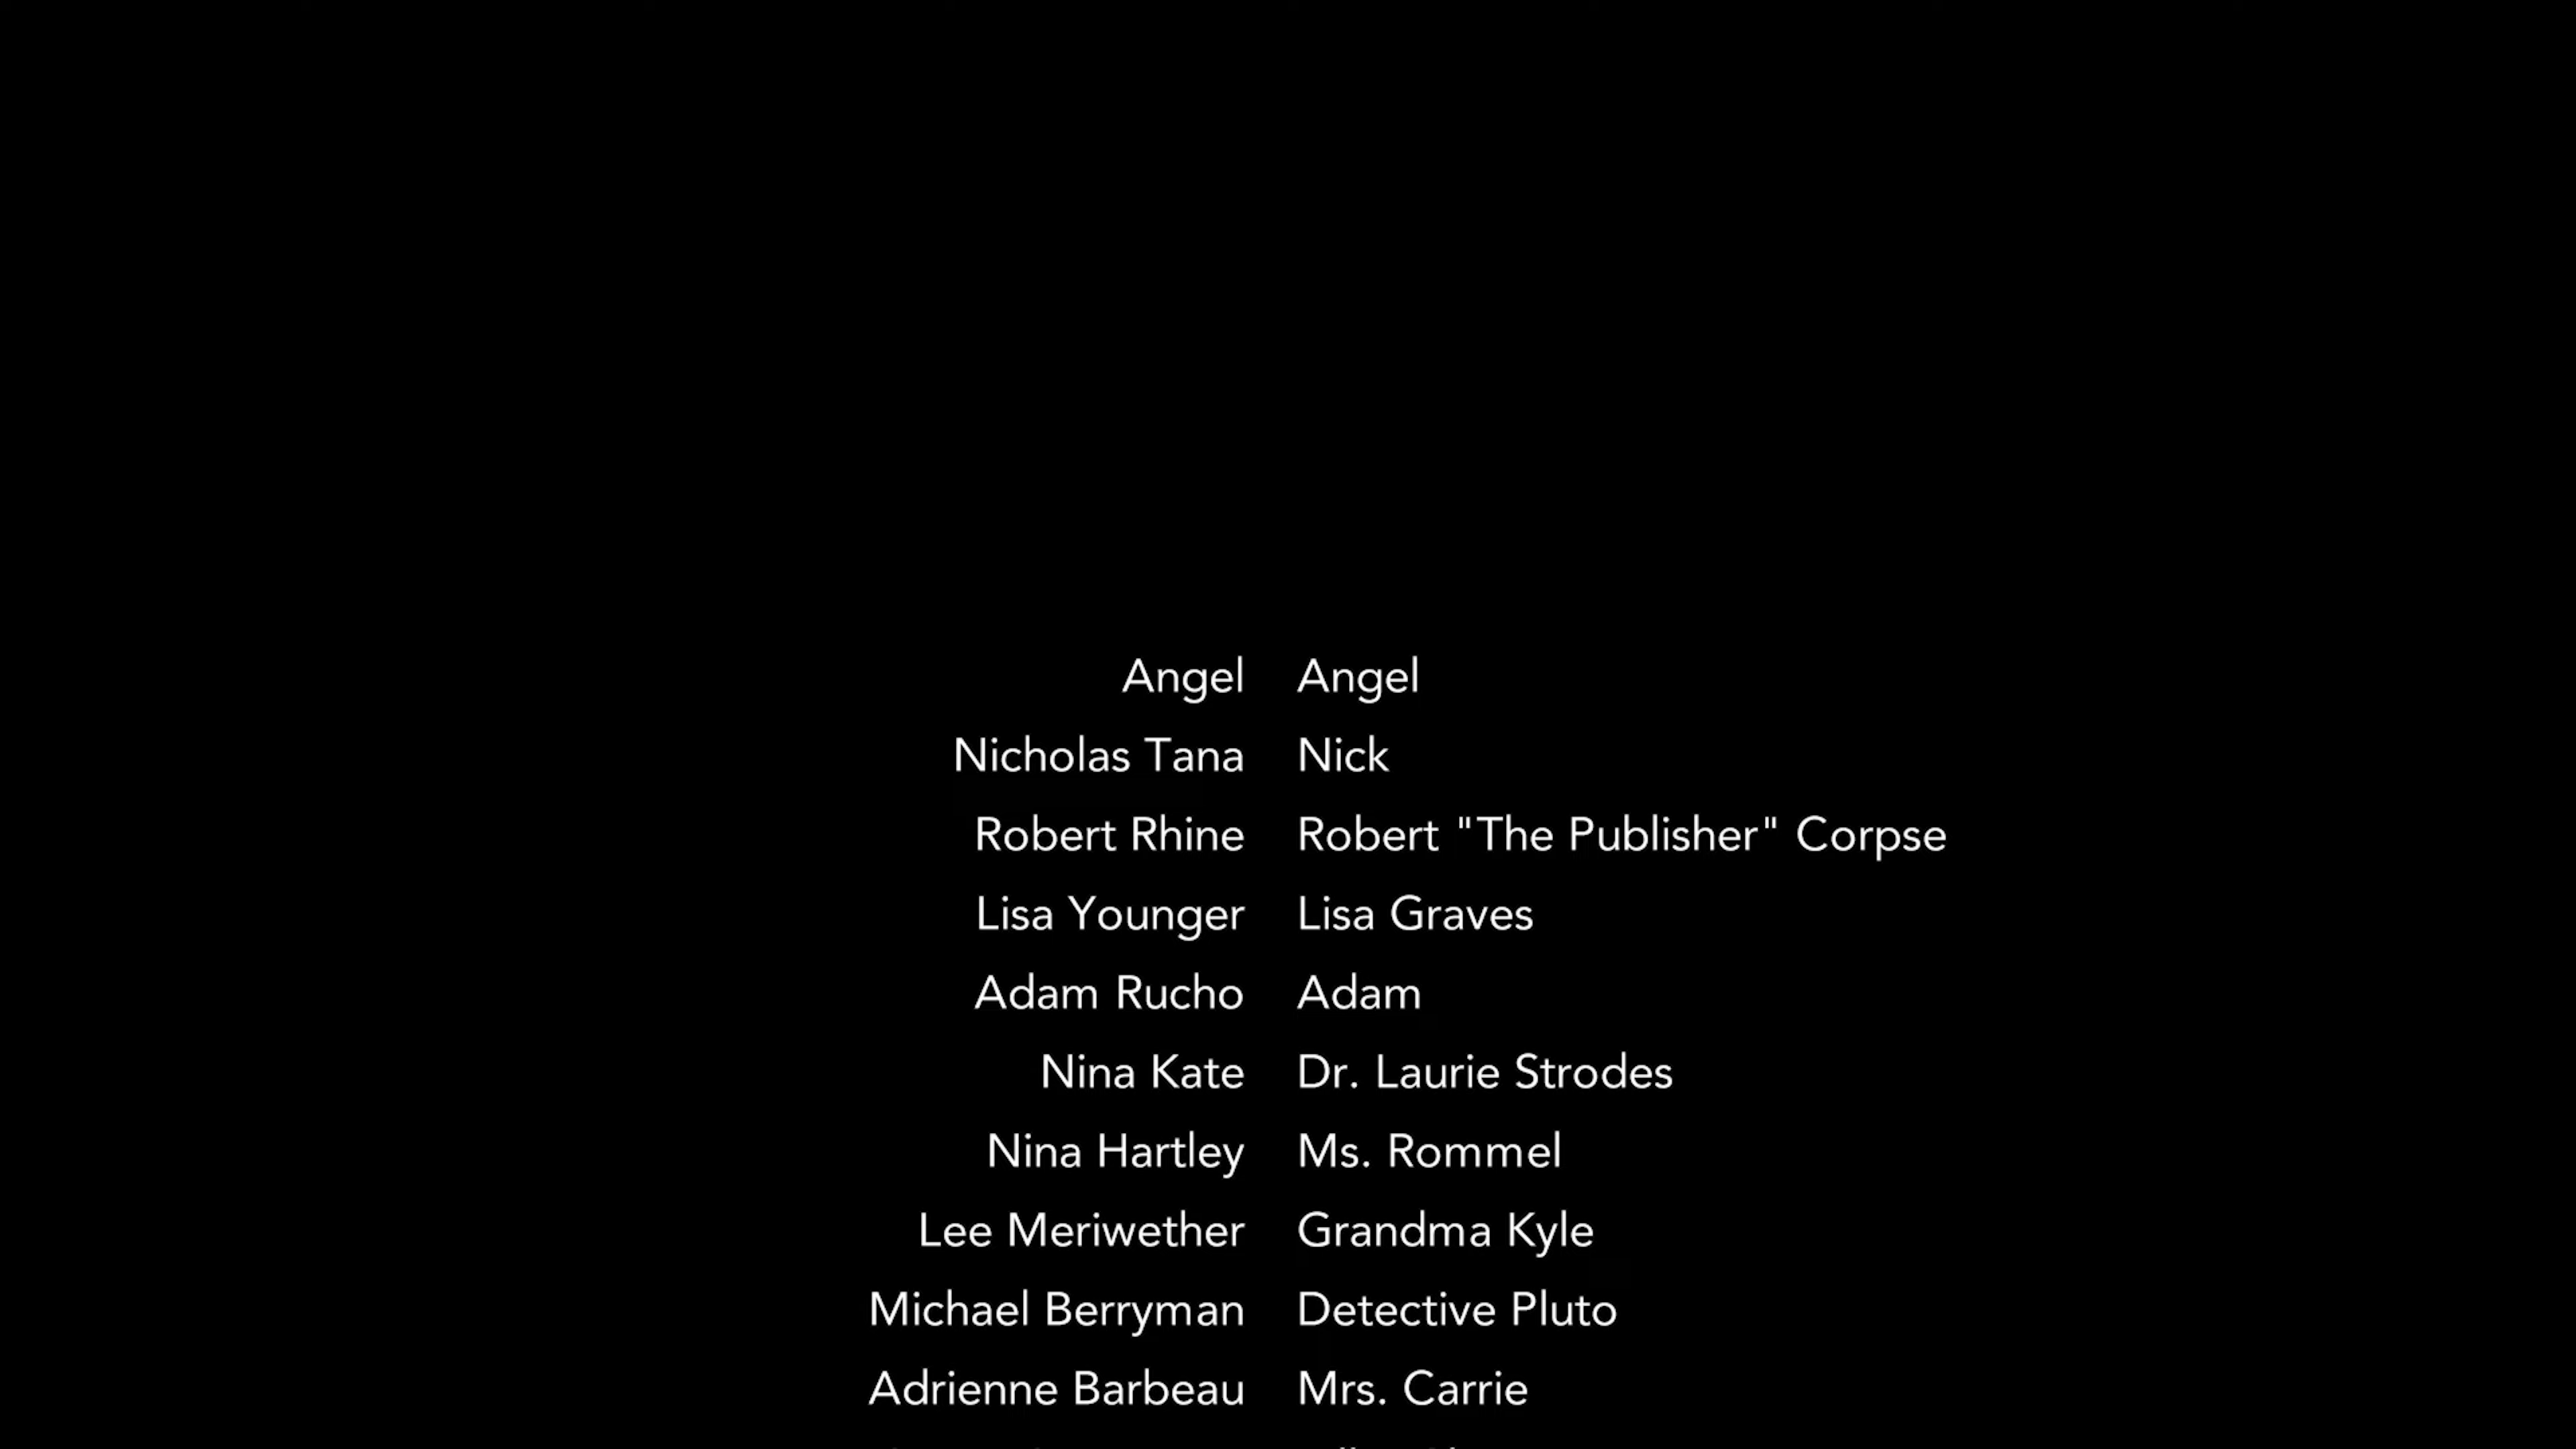 Angel Angel
Nicholas Tana Nick
Robert Rhine Robert "The Publisher" Corpse
Lisa Younger Lisa Graves
Adam Rucho Adam
Nina Kate Dr. Laurie Strodes
Nina Hartley Ms. Rommel
Lee Meriwether Grandma Kyle
Michael Berryman Detective Pluto
Adrienne Barbeau Mrs. Carrie